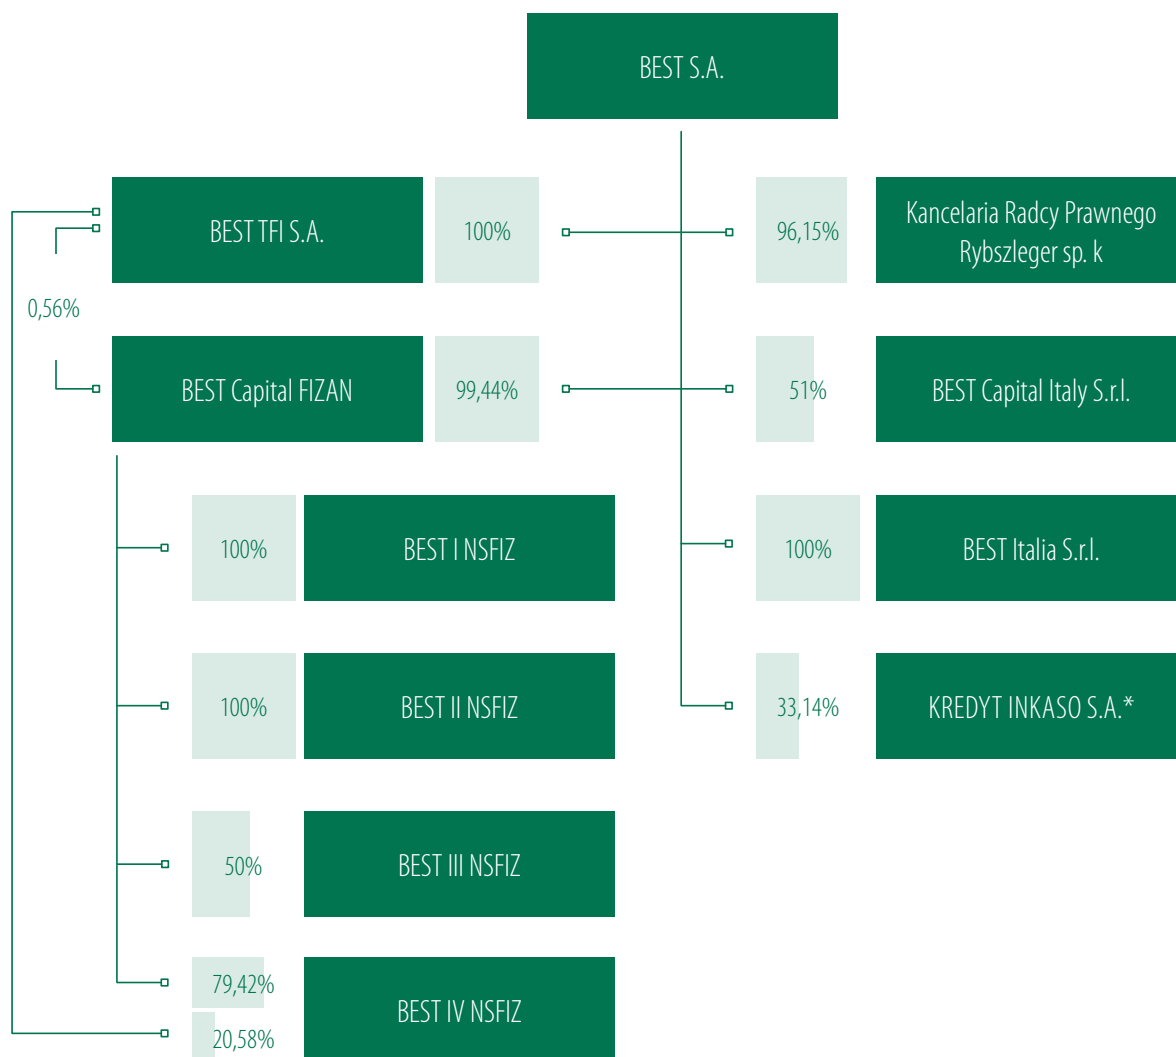 BEST S.A.
BEST TFI S.A.
100%
96,15%
Kancelaria Radcy Prawnego
Rybszleger sp. k
0,56%
BEST Capital FIZAN
99,44%
51%
BEST Capital Italy S.r.l.
100%
BEST I NSFIZ
100%
BEST Italia S.r.l.
100%
BEST II NSFIZ
33,14%
KREDYT INKASO S.A.*
50%
BEST III NSFIZ
79,42%
BEST IV NSFIZ
20,58%